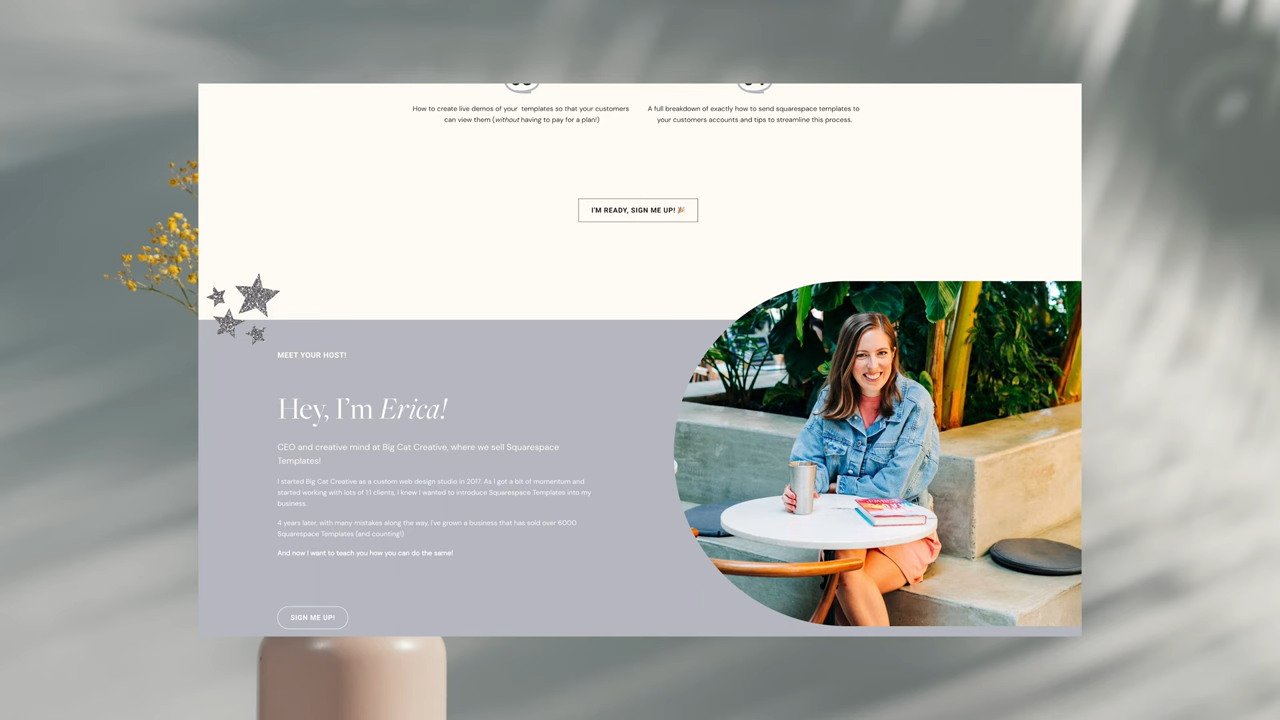 How to create live demos of your templates so that your customers
can view them (without having to pay for a plan!)
A full breakdown of exactly how to send squarespace templates to
your customers accounts and tips to streamline this process.
I'M READY, SIGN ME UP! 🎉
MEET YOUR HOST!
Hey, I'm Erica!
CEO and creative mind at Big Cat Creative, where we sell Squarespace
Templates!
I started Big Cat Creative as a custom web design studio in 2017. As I got a bit of momentum and
started working with lots of 1:1 clients, I knew I wanted to introduce Squarespace Templates into my
business.
4 years later, with many mistakes along the way, I've grown a business that has sold over 6000
Squarespace Templates (and counting!)
And now I want to teach you how you can do the same!
SIGN ME UP!